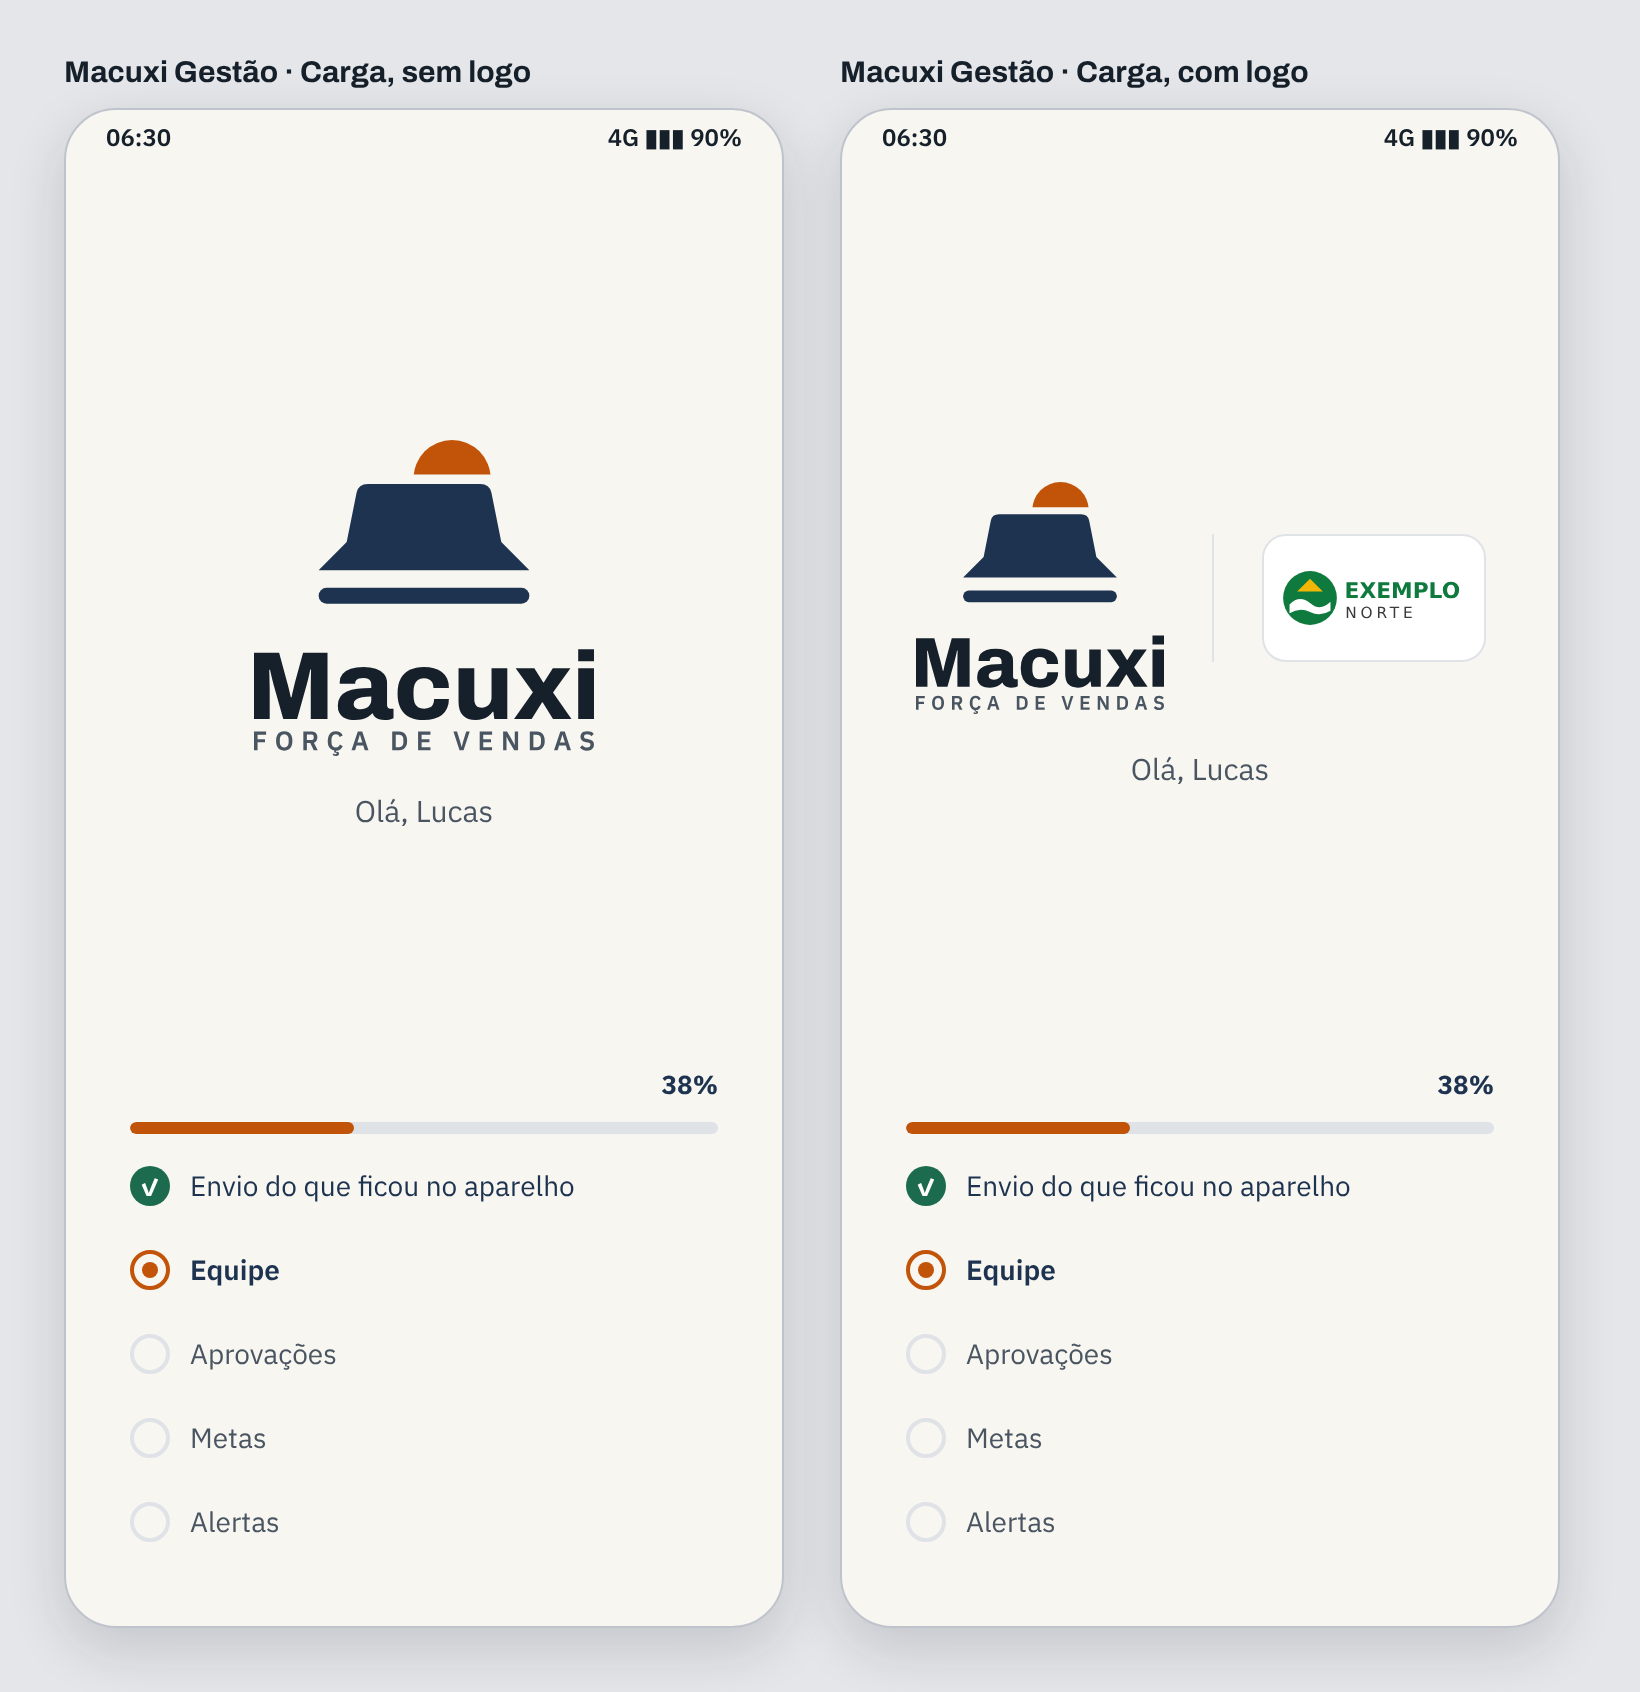 Macuxi Gestão · Carga, sem logo
06:30
4G 90%
Macuxi
FORÇA DE VENDAS
Olá, Lucas
38%
Envio do que ficou no aparelho
Equipe
Aprovações
Metas
Alertas
Macuxi Gestão · Carga, com logo
06:30
4G 90%
Macuxi
FORÇA DE VENDAS
EXEMPLO
NORTE
Olá, Lucas
38%
Envio do que ficou no aparelho
Equipe
Aprovações
Metas
Alertas